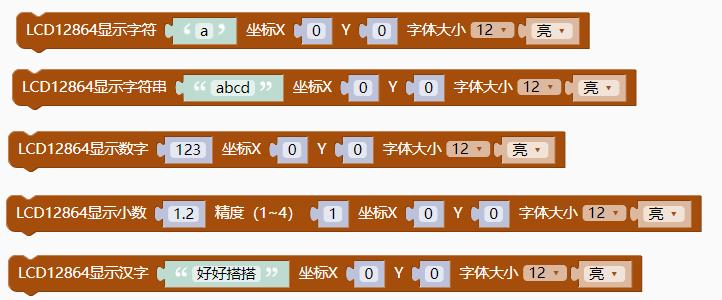 LCD12864显示字符 “ a ” 坐标X 0 Y 0 字体大小 12 亮
LCD12864显示字符串 “ abcd ” 坐标X 0 Y 0 字体大小 12 亮
LCD12864显示数字 123 坐标X 0 Y 0 字体大小 12 亮
LCD12864显示小数 1.2 精度（1~4） 1 坐标X 0 Y 0 字体大小 12 亮
LCD12864显示汉字 “ 好好搭搭 ” 坐标X 0 Y 0 字体大小 12 亮